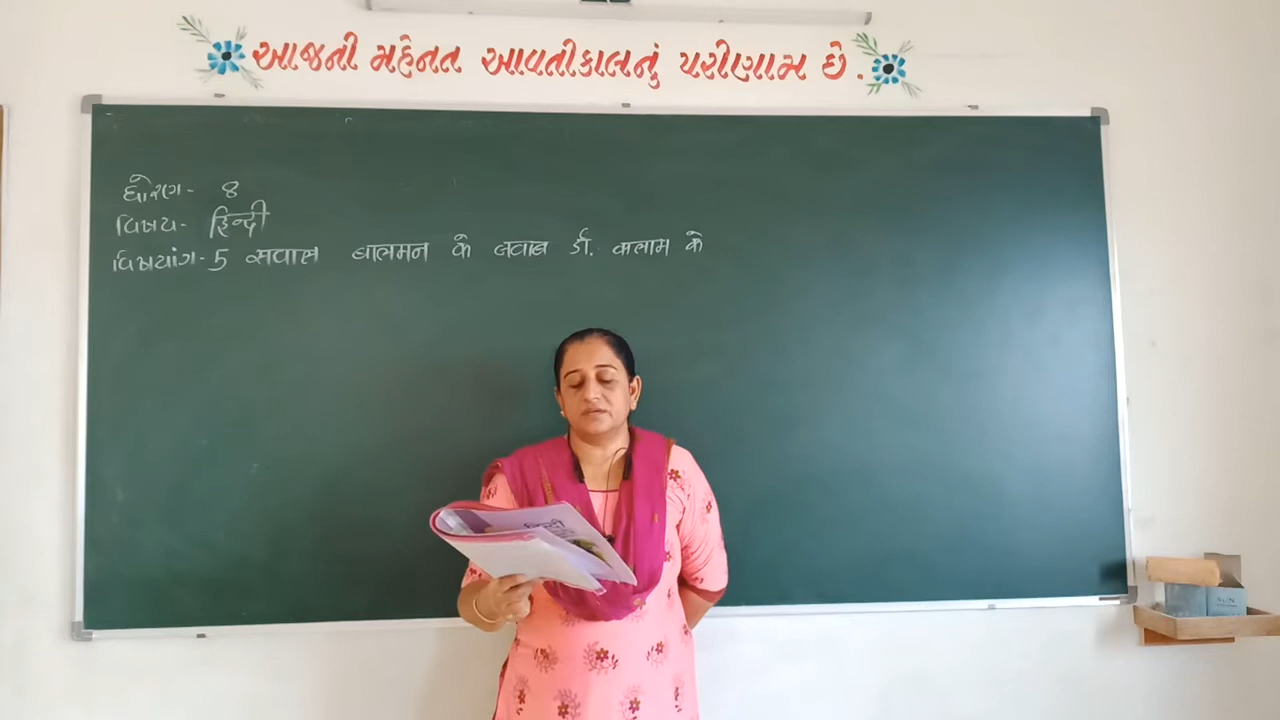 આજની મહેનત આવતીકાલનું પરીણામ છે.
ધોરણ - 8
વિષય - हिन्दी
વિષયાંગ - 5 सवाल बालमन के जवाब डॉ. कलाम के